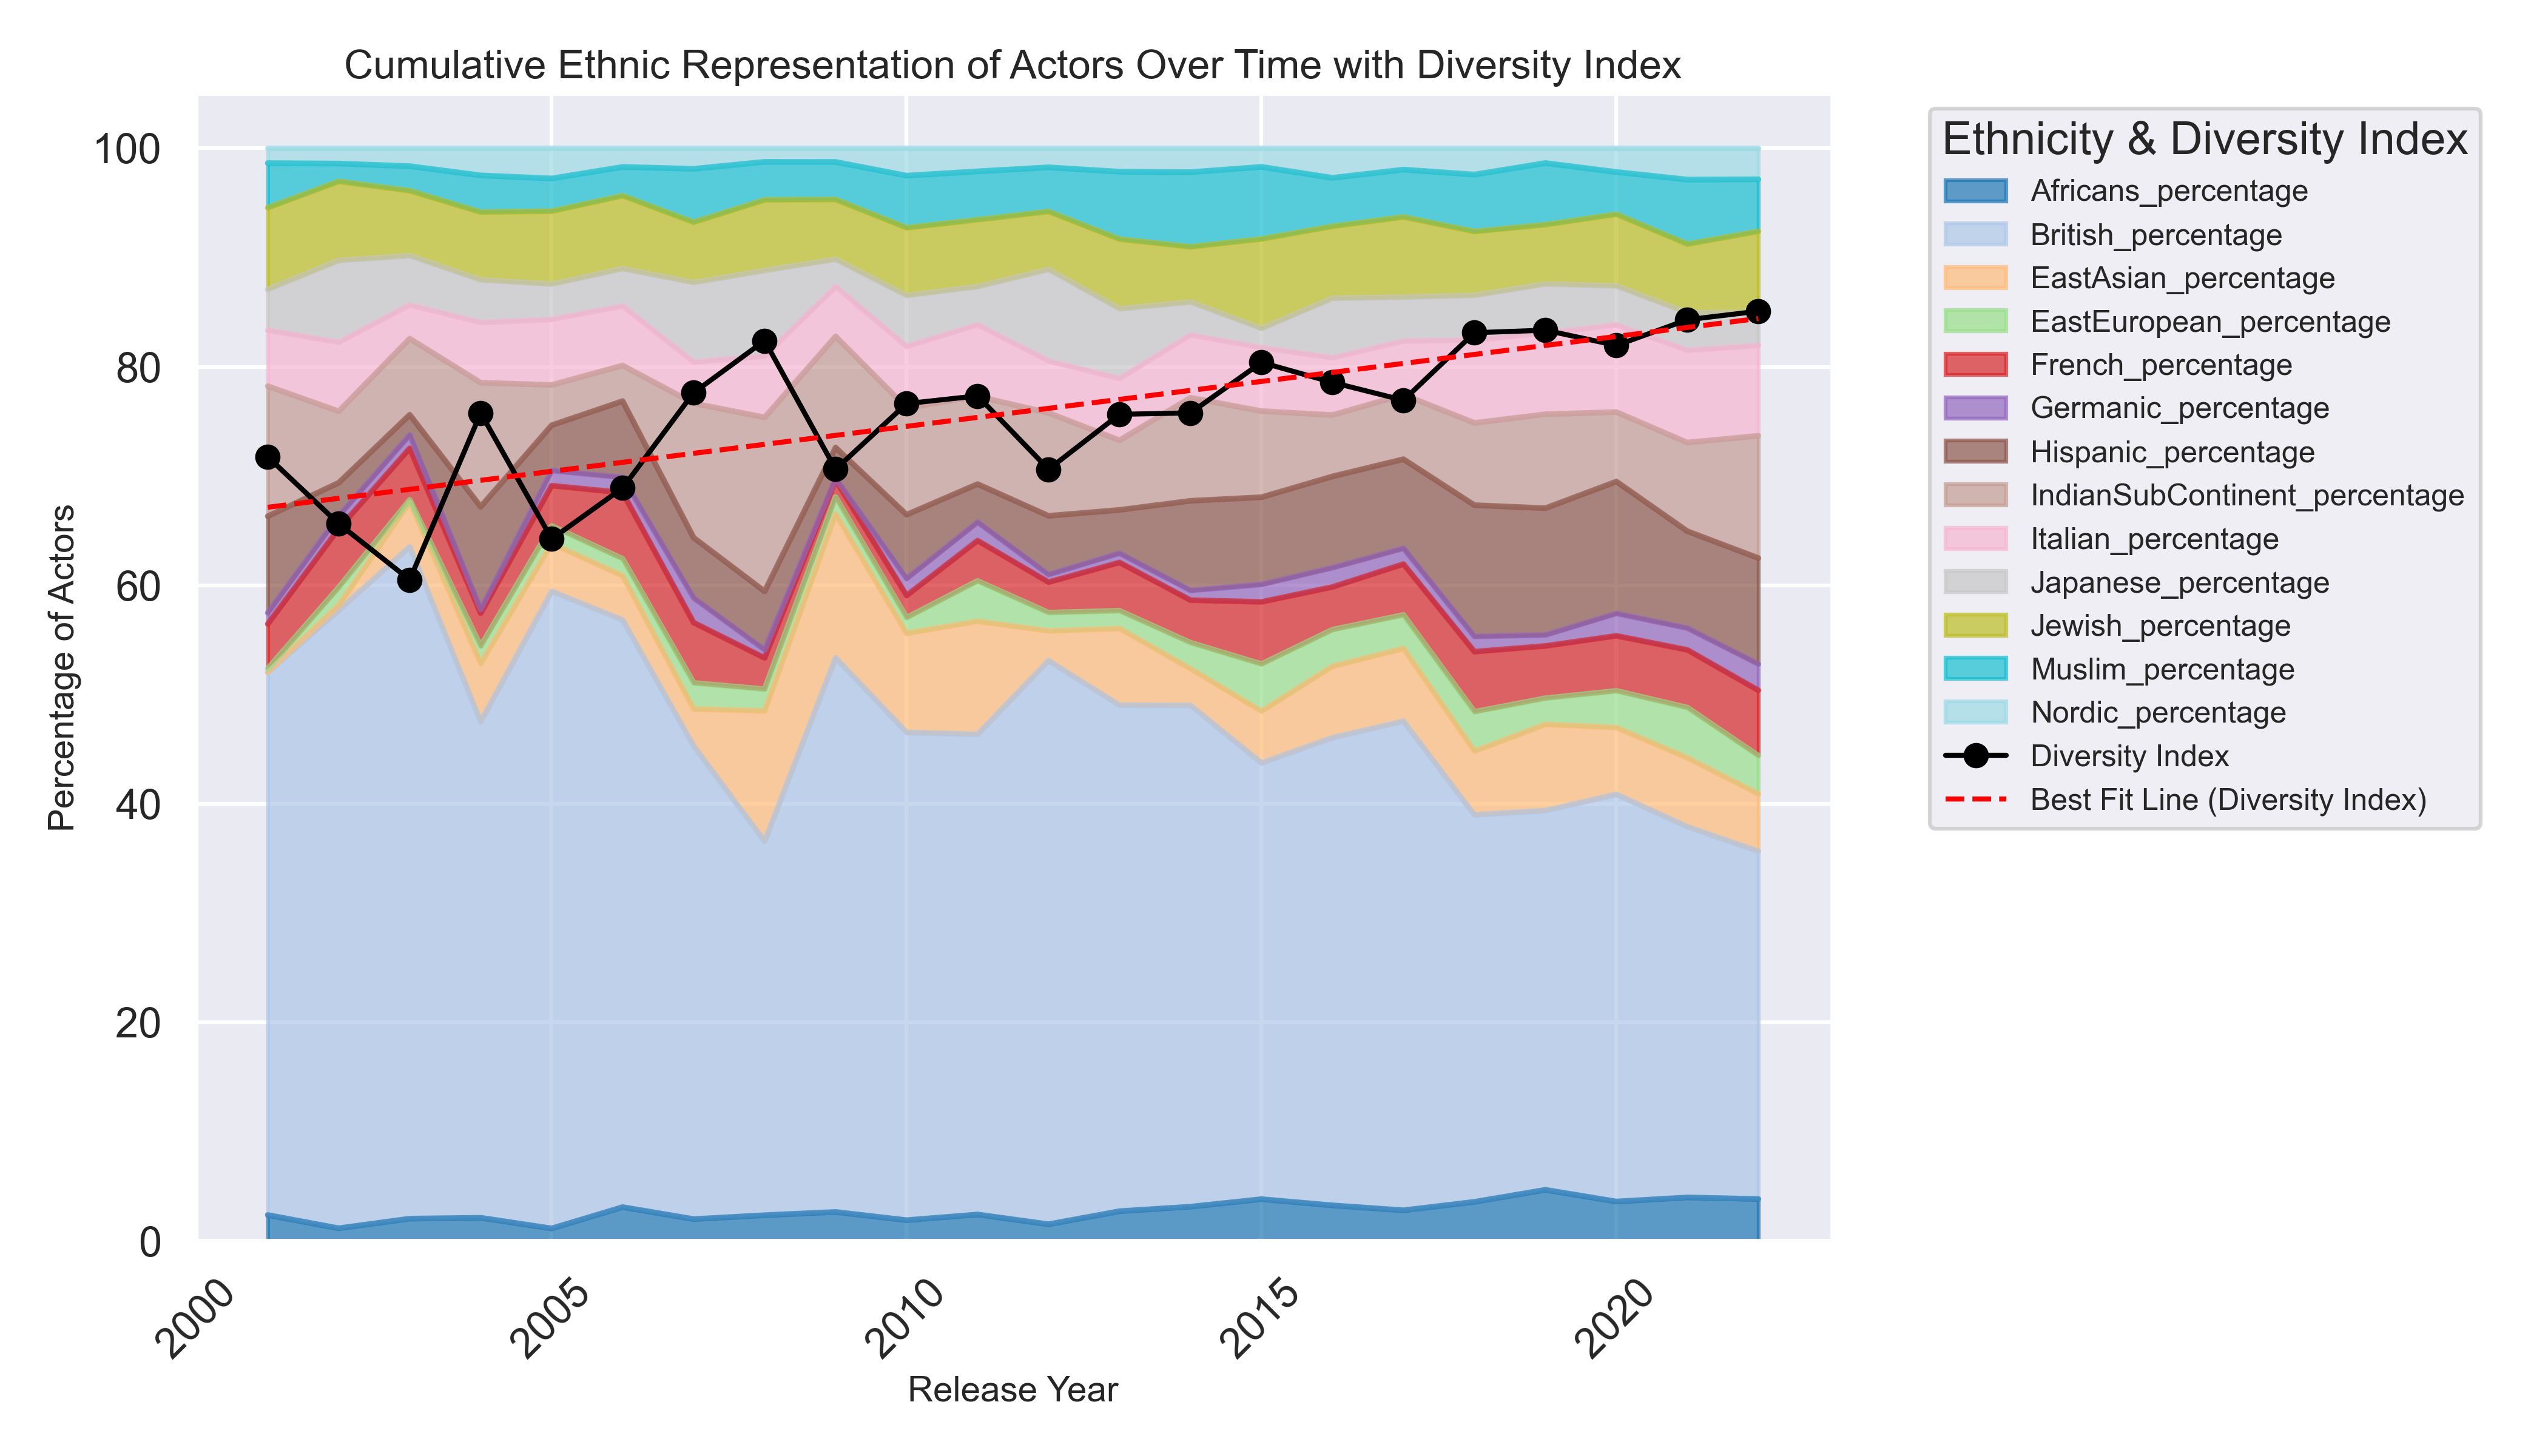 Cumulative Ethnic Representation of Actors Over Time with Diversity Index
100
80
60
40
20
0
Percentage of Actors
2000
2005
2010
2015
2020
Release Year
Ethnicity & Diversity Index
Africans_percentage
British_percentage
EastAsian_percentage
EastEuropean_percentage
French_percentage
Germanic_percentage
Hispanic_percentage
IndianSubContinent_percentage
Italian_percentage
Japanese_percentage
Jewish_percentage
Muslim_percentage
Nordic_percentage
Diversity Index
Best Fit Line (Diversity Index)